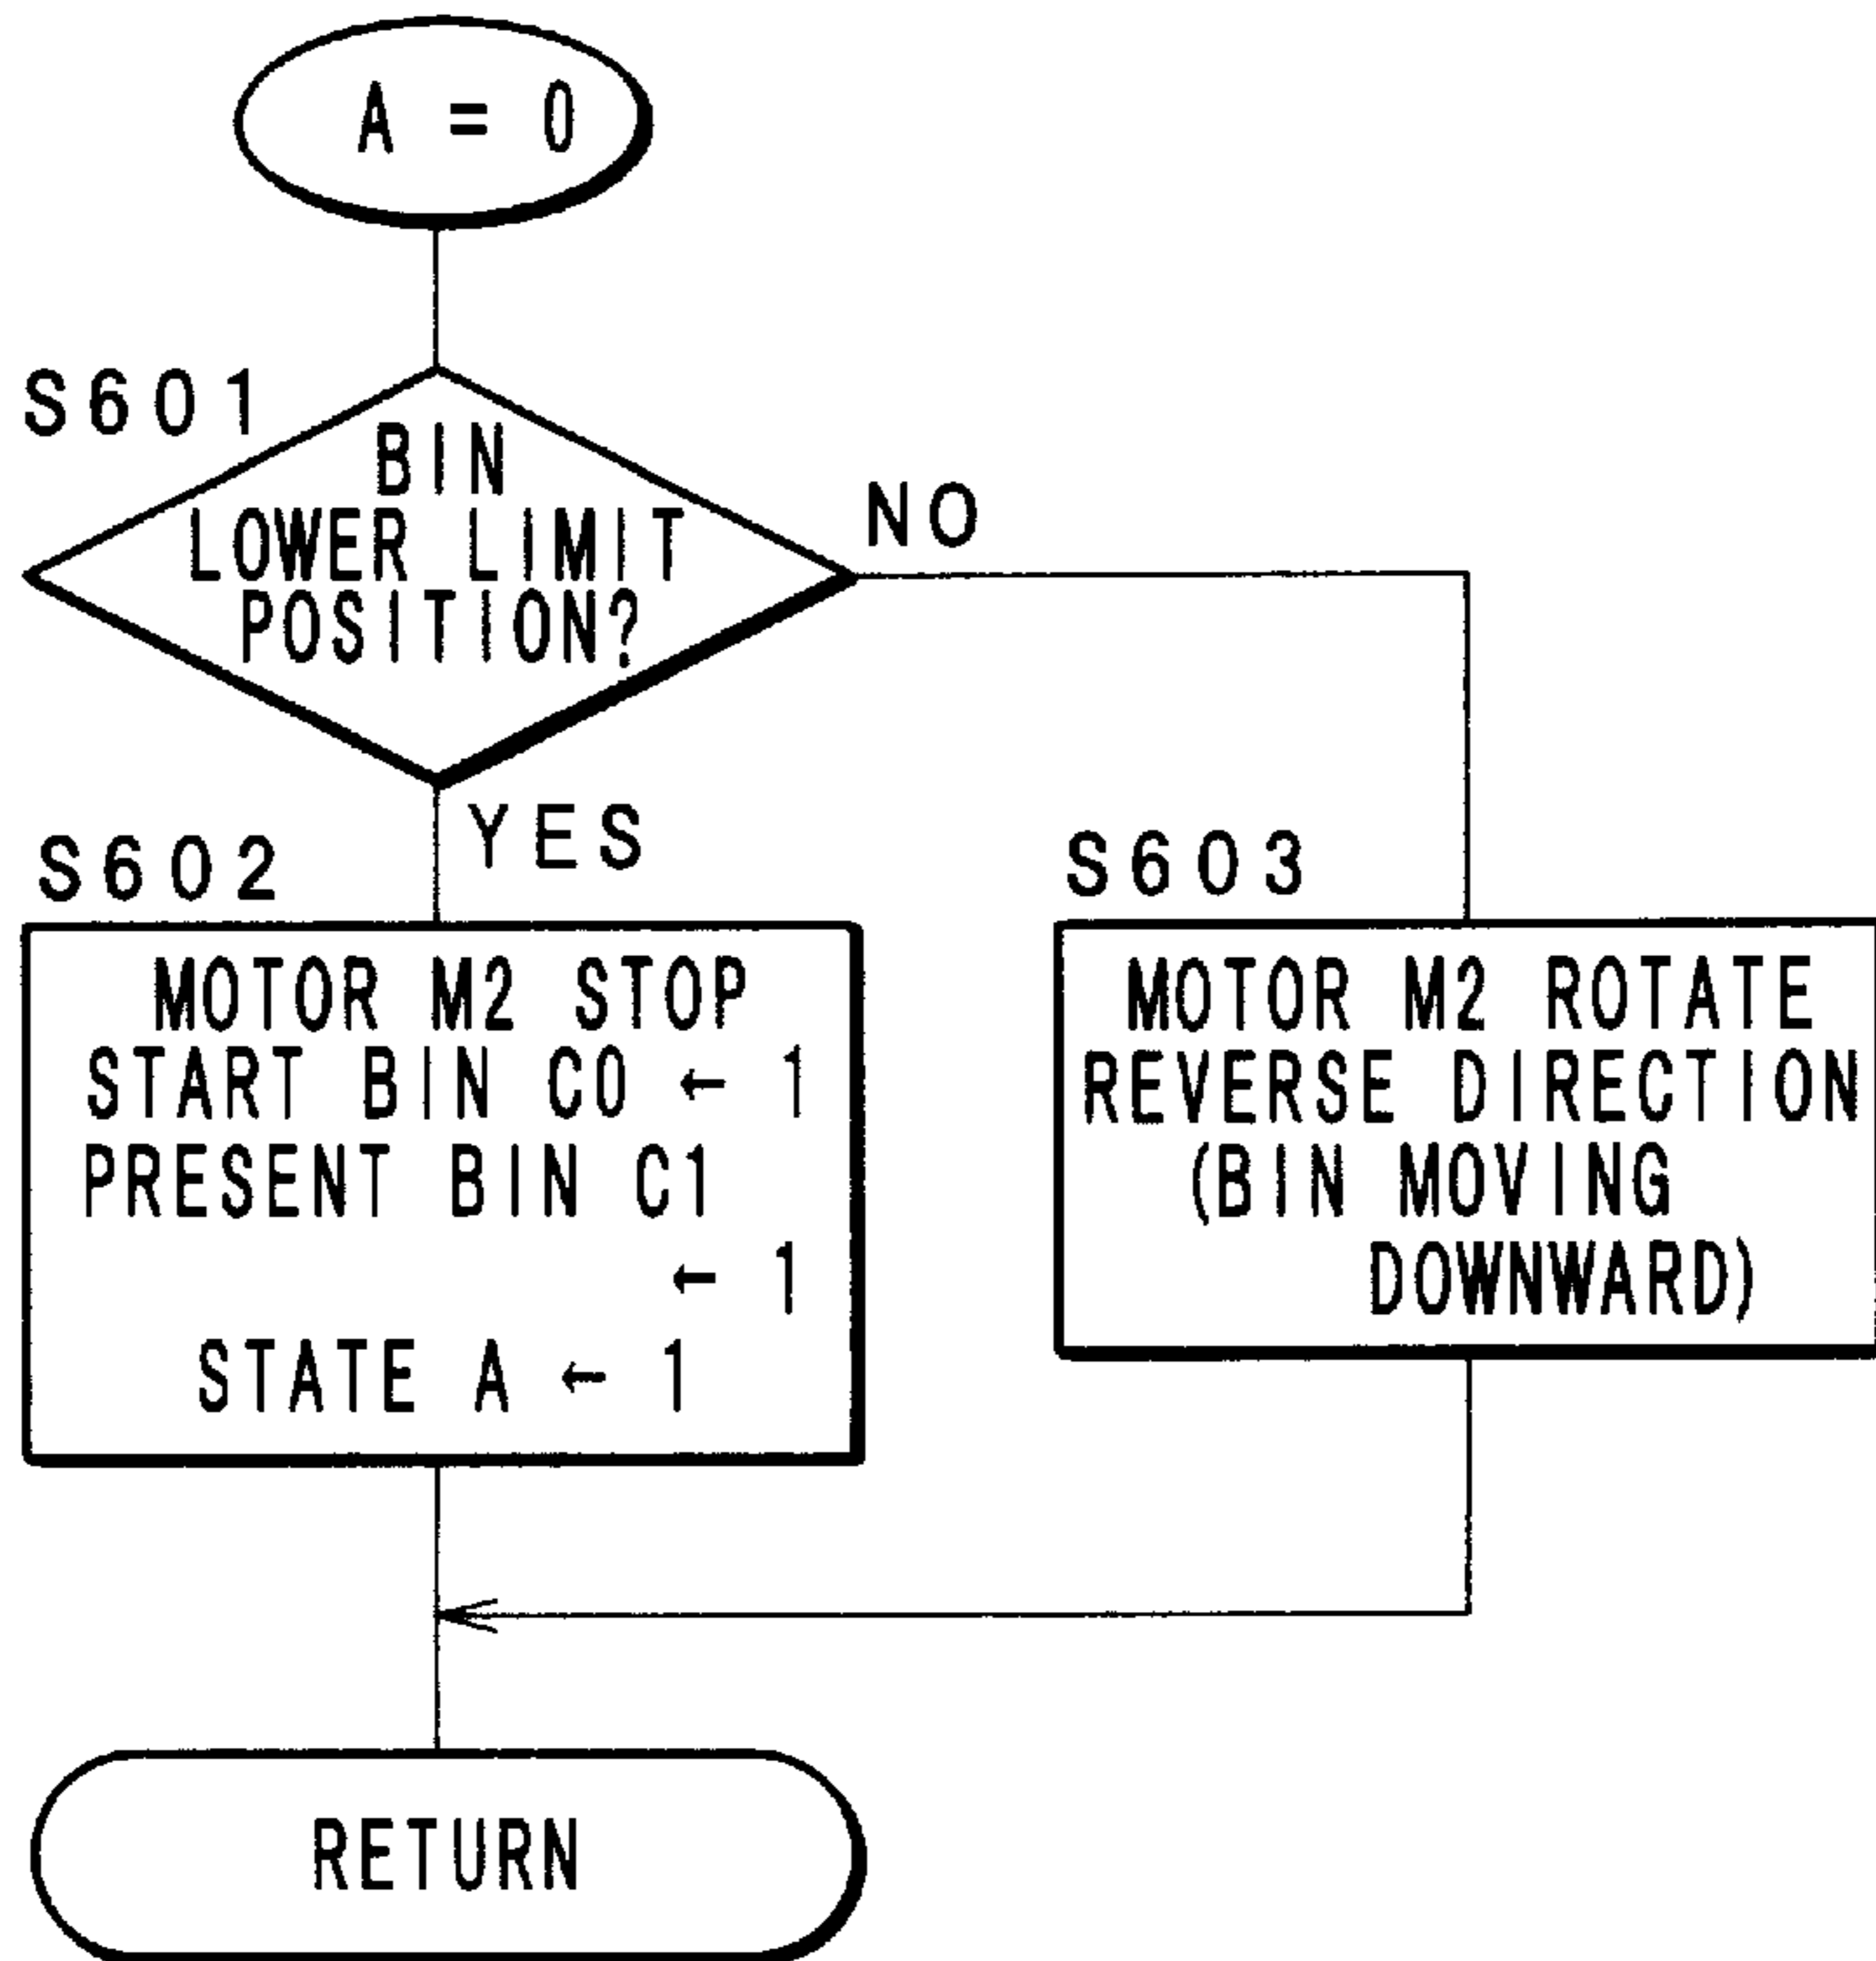 A = 0
S601
BIN
LOWER LIMIT
POSITION?
NO
YES
S602
MOTOR M2 STOP
START BIN C0 ← 1
PRESENT BIN C1
← 1
STATE A ← 1
S603
MOTOR M2 ROTATE
REVERSE DIRECTION
(BIN MOVING
DOWNWARD)
RETURN